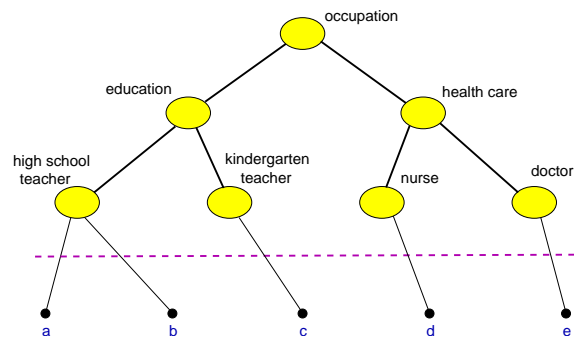 occupation
education
health care
high school
teacher
kindergarten
teacher
nurse
doctor
a
b
c
d
e